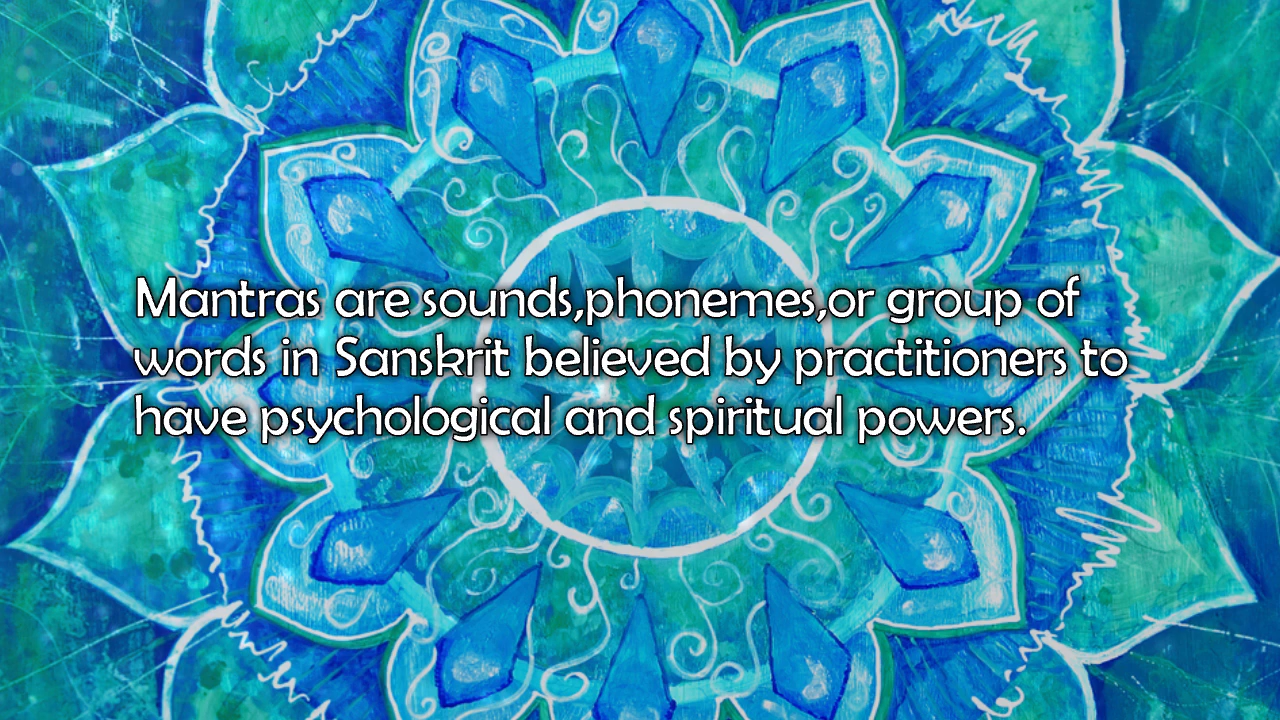 Mantras are sounds,phonemes,or group of
words in Sanskrit believed by practitioners to
have psychological and spiritual powers.